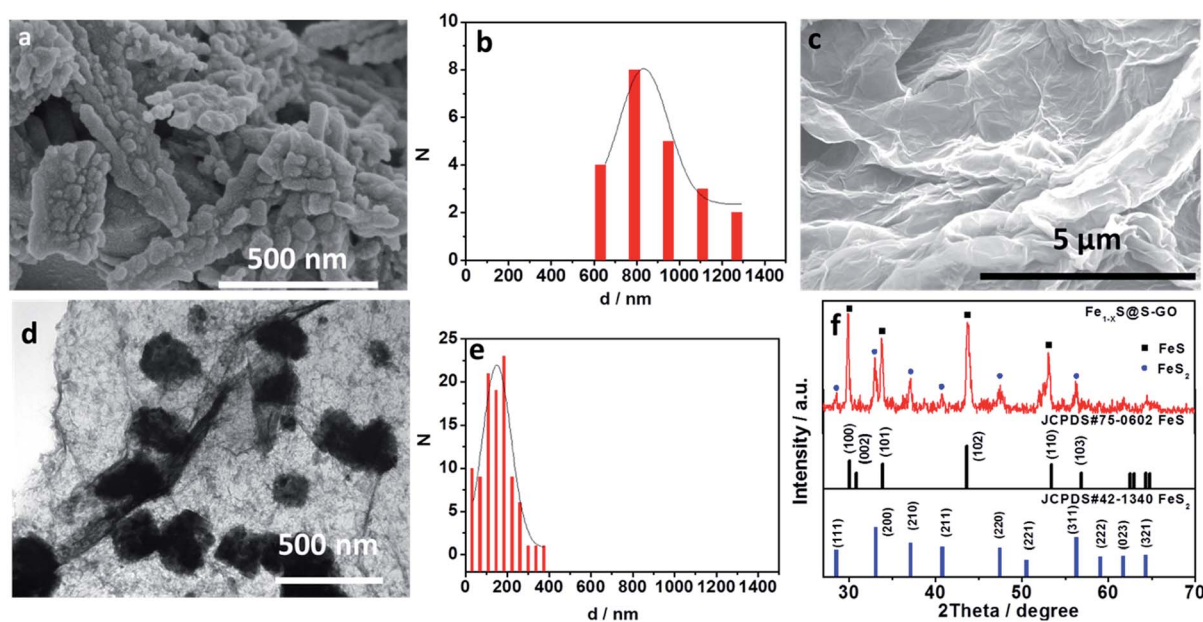 a
500 nm
b
N
10
8
6
4
2
0
0 200 400 600 800 1000 1200 1400
d / nm
c
5 µm
d
500 nm
e
N
25
20
15
10
5
0
0 200 400 600 800 1000 1200 1400
d / nm
f
Fe1-XS@S-GO
FeS
FeS2
Intensity / a.u.
JCPDS#75-0602 FeS
(100)
(002)
(101)
(102)
(110)
(103)
JCPDS#42-1340 FeS2
(111)
(200)
(210)
(211)
(220)
(221)
(311)
(222)
(023)
(321)
30 40 50 60 70
2Theta / degree